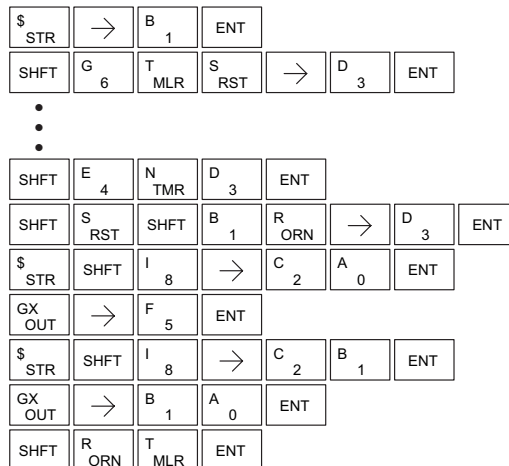 $ STR → B 1 ENT
SHFT G 6 T MLR S RST → D 3 ENT
SHFT E 4 N TMR D 3 ENT
SHFT S RST SHFT B 1 R ORN → D 3 ENT
$ STR SHFT I 8 → C 2 A 0 ENT
GX OUT → F 5 ENT
$ STR SHFT I 8 → C 2 B 1 ENT
GX OUT → B 1 A 0 ENT
SHFT R ORN T MLR ENT